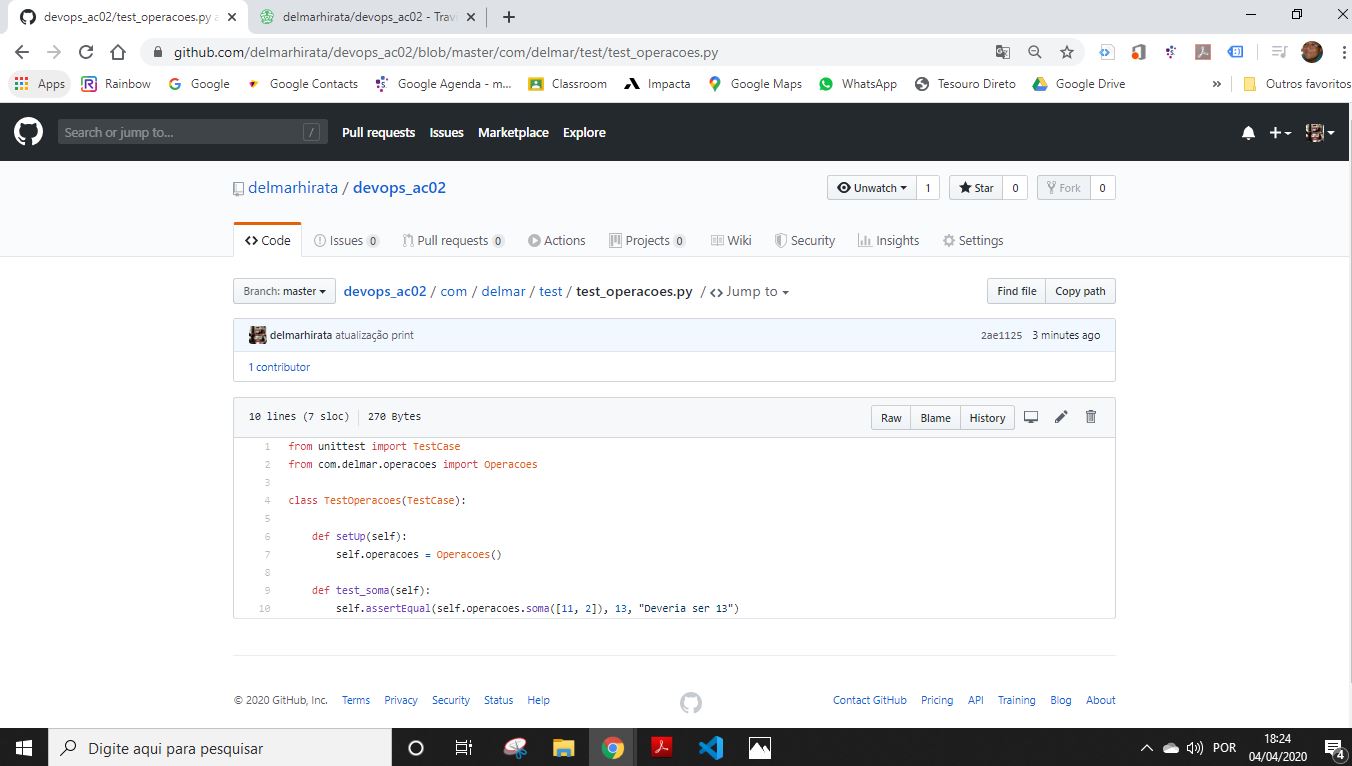 devops_ac02/test_operacoes.py a
delmarhirata/devops_ac02 - Travi
github.com/delmarhirata/devops_ac02/blob/master/com/delmar/test/test_operacoes.py
Apps Rainbow Google Google Contacts Google Agenda - m... Classroom Impacta Google Maps WhatsApp Tesouro Direto Google Drive » Outros favoritos
Search or jump to... / Pull requests Issues Marketplace Explore
delmarhirata / devops_ac02 Unwatch 1 Star 0 Fork 0
Code Issues 0 Pull requests 0 Actions Projects 0 Wiki Security Insights Settings
Branch: master devops_ac02 / com / delmar / test / test_operacoes.py / Jump to Find file Copy path
delmarhirata atualização print 2ae1125 3 minutes ago
1 contributor
10 lines (7 sloc) 270 Bytes Raw Blame History
1 from unittest import TestCase
2 from com.delmar.operacoes import Operacoes
3
4 class TestOperacoes(TestCase):
5
6 def setUp(self):
7 self.operacoes = Operacoes()
8
9 def test_soma(self):
10 self.assertEqual(self.operacoes.soma([11, 2]), 13, "Deveria ser 13")
© 2020 GitHub, Inc. Terms Privacy Security Status Help Contact GitHub Pricing API Training Blog About
Digite aqui para pesquisar POR 18:24
04/04/2020 4